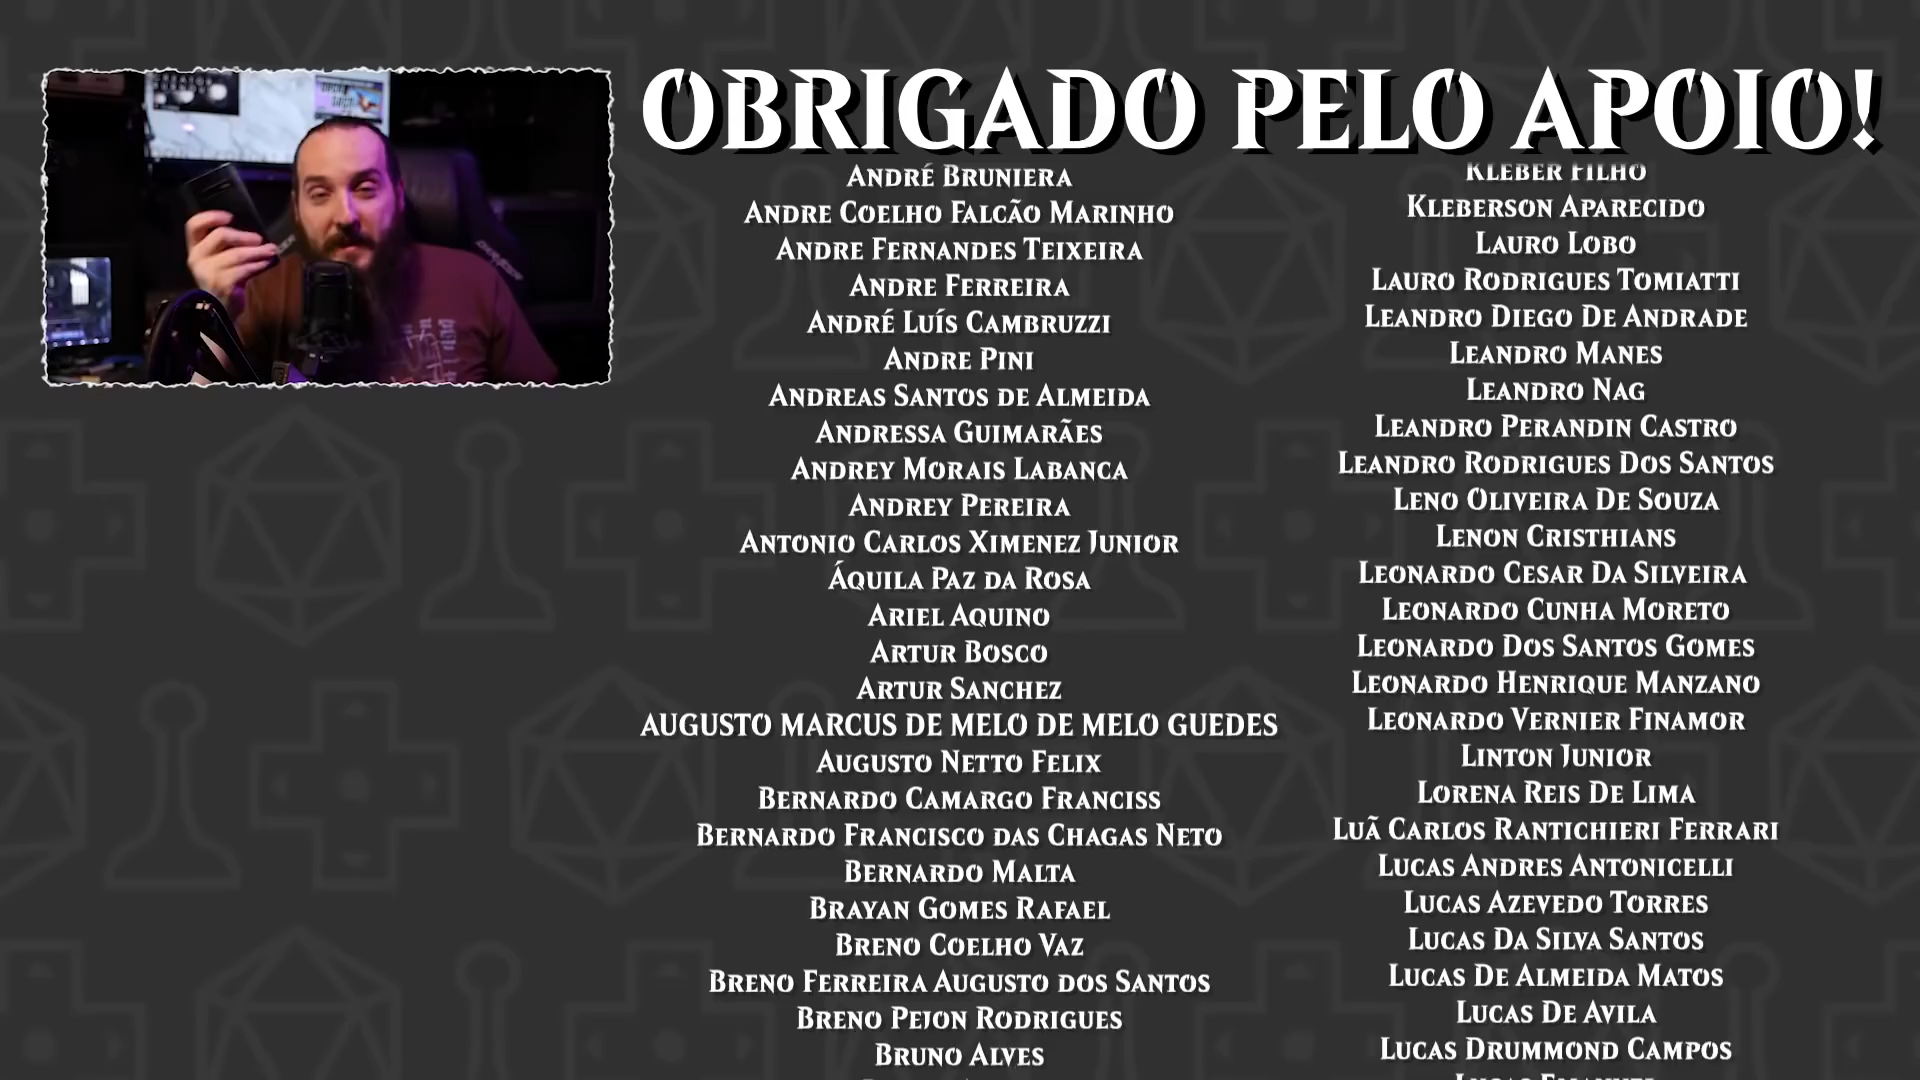 OBRIGADO PELO APOIO!
ANDRÉ BRUNIERA
ANDRE COELHO FALCÃO MARINHO
ANDRE FERNANDES TEIXEIRA
ANDRE FERREIRA
ANDRÉ LUÍS CAMBRUZZI
ANDRE PINI
ANDREAS SANTOS DE ALMEIDA
ANDRESSA GUIMARÃES
ANDREY MORAIS LABANCA
ANDREY PEREIRA
ANTONIO CARLOS XIMENEZ JUNIOR
ÁQUILA PAZ DA ROSA
ARIEL AQUINO
ARTUR BOSCO
ARTUR SANCHEZ
AUGUSTO MARCUS DE MELO DE MELO GUEDES
AUGUSTO NETTO FELIX
BERNARDO CAMARGO FRANCISS
BERNARDO FRANCISCO DAS CHAGAS NETO
BERNARDO MALTA
BRAYAN GOMES RAFAEL
BRENO COELHO VAZ
BRENO FERREIRA AUGUSTO DOS SANTOS
BRENO PEJON RODRIGUES
BRUNO ALVES
KLEBER FILHO
KLEBERSON APARECIDO
LAURO LOBO
LAURO RODRIGUES TOMIATTI
LEANDRO DIEGO DE ANDRADE
LEANDRO MANES
LEANDRO NAG
LEANDRO PERANDIN CASTRO
LEANDRO RODRIGUES DOS SANTOS
LENO OLIVEIRA DE SOUZA
LENON CRISTHIANS
LEONARDO CESAR DA SILVEIRA
LEONARDO CUNHA MORETO
LEONARDO DOS SANTOS GOMES
LEONARDO HENRIQUE MANZANO
LEONARDO VERNIER FINAMOR
LINTON JUNIOR
LORENA REIS DE LIMA
LUÃ CARLOS RANTICHIERI FERRARI
LUCAS ANDRES ANTONICELLI
LUCAS AZEVEDO TORRES
LUCAS DA SILVA SANTOS
LUCAS DE ALMEIDA MATOS
LUCAS DE AVILA
LUCAS DRUMMOND CAMPOS